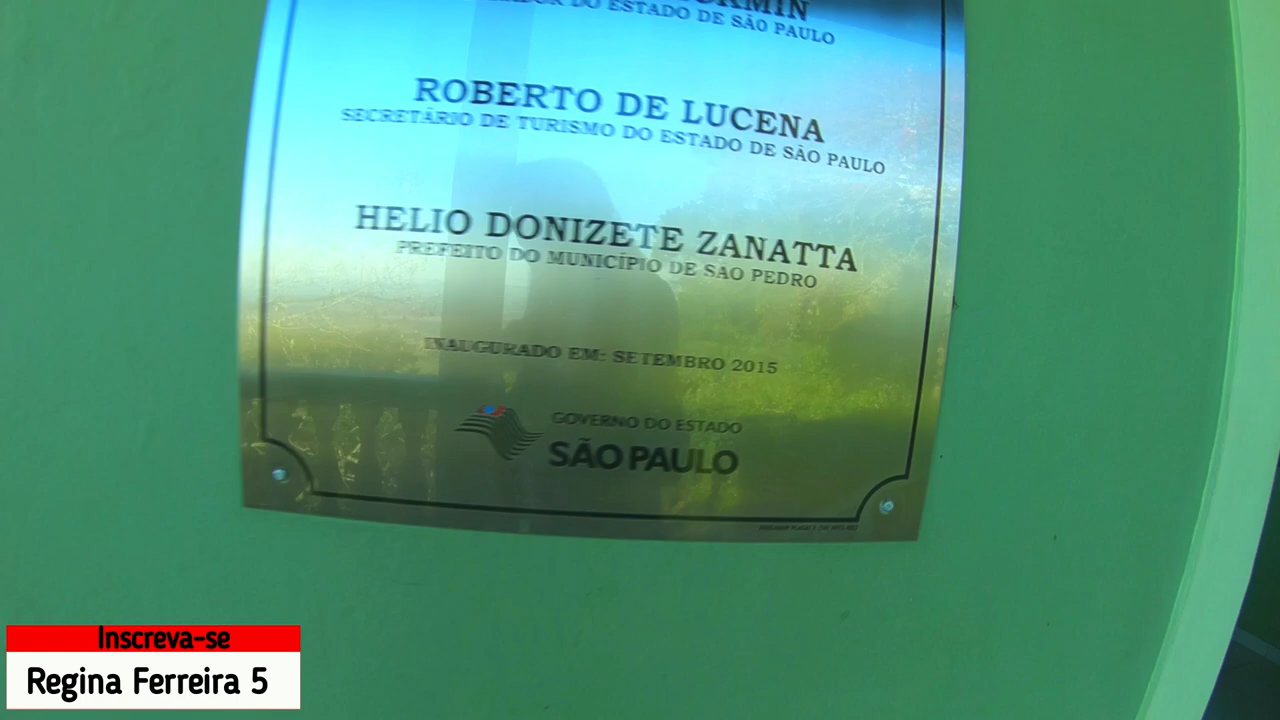 DO ESTADO DE SÃO PAULO
ROBERTO DE LUCENA
SECRETÁRIO DE TURISMO DO ESTADO DE SÃO PAULO
HELIO DONIZETE ZANATTA
PREFEITO DO MUNICÍPIO DE SÃO PEDRO
INAUGURADO EM: SETEMBRO 2015
GOVERNO DO ESTADO
SÃO PAULO
Inscreva-se
Regina Ferreira 5